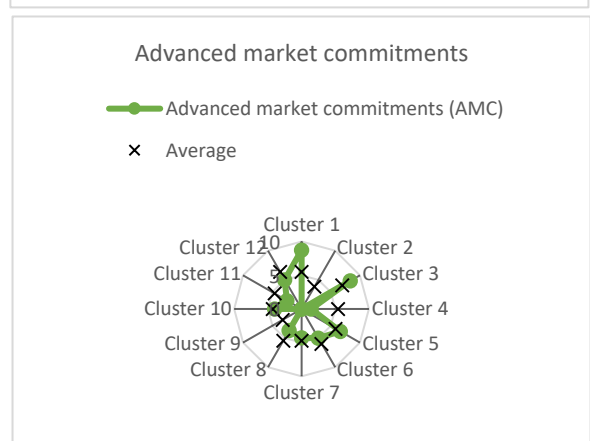 Advanced market commitments
Advanced market commitments (AMC)
Average
Cluster 1
10
Cluster 12
Cluster 2
Cluster 11
5
Cluster 3
Cluster 10
Cluster 4
Cluster 9
Cluster 5
Cluster 8
Cluster 6
Cluster 7